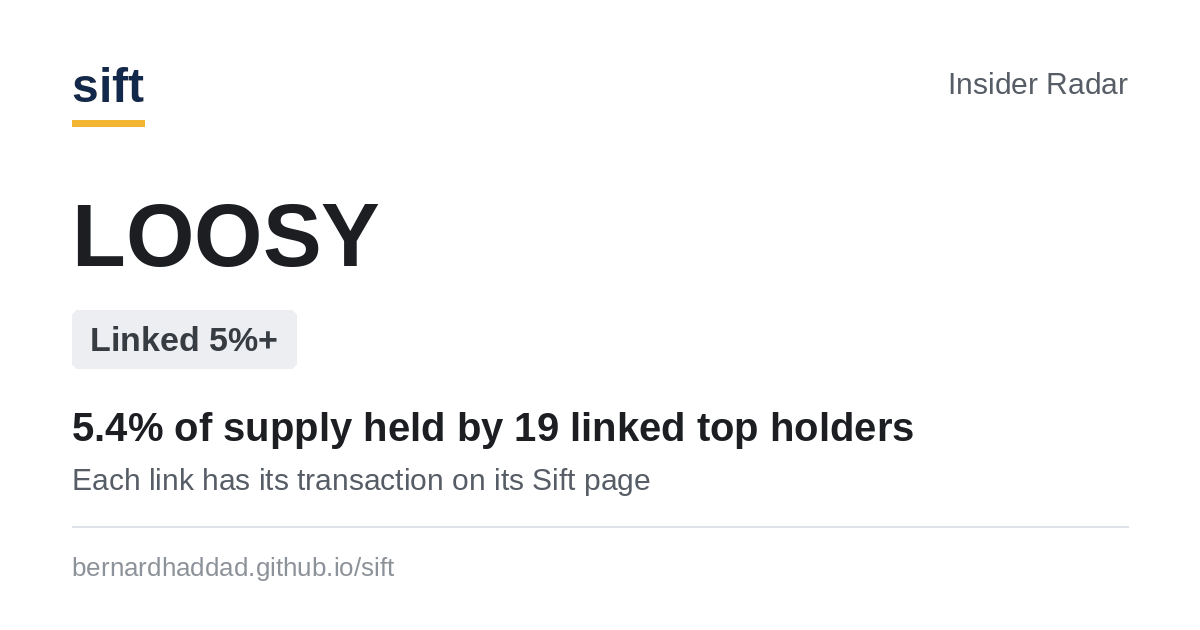 sift
Insider Radar
LOOSY
Linked 5%+
5.4% of supply held by 19 linked top holders
Each link has its transaction on its Sift page
bernardhaddad.github.io/sift